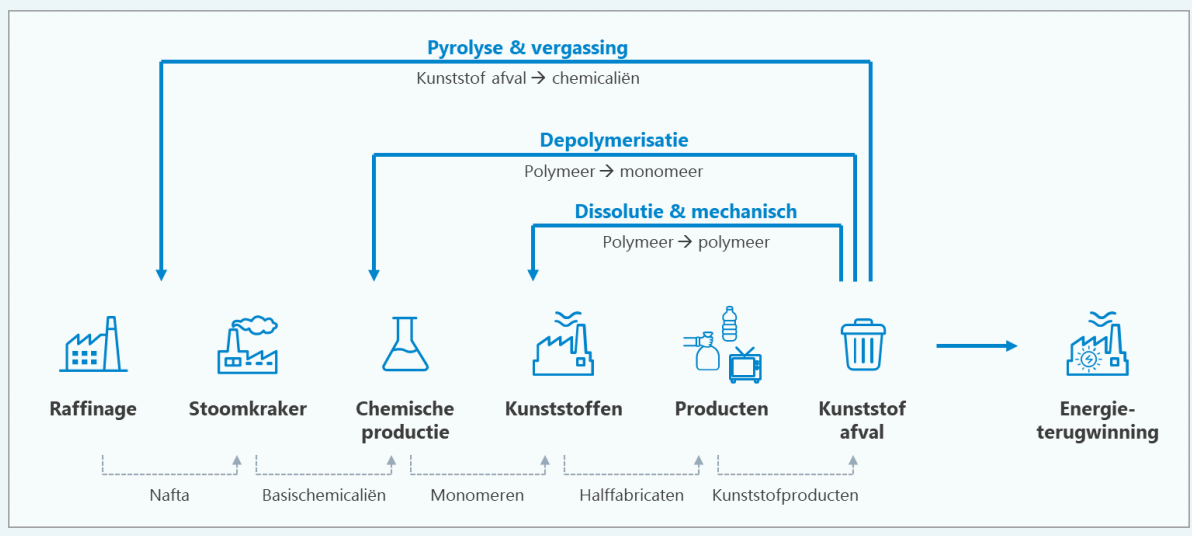 Pyrolyse & vergassing
Kunststof afval → chemicaliën
Depolymerisatie
Polymeer → monomeer
Dissolutie & mechanisch
Polymeer → polymeer
Raffinage
Stoomkraker
Chemische
productie
Kunststoffen
Producten
Kunststof
afval
Energie-
terugwinning
Nafta
Basischemicaliën
Monomeren
Halffabricaten
Kunststofproducten